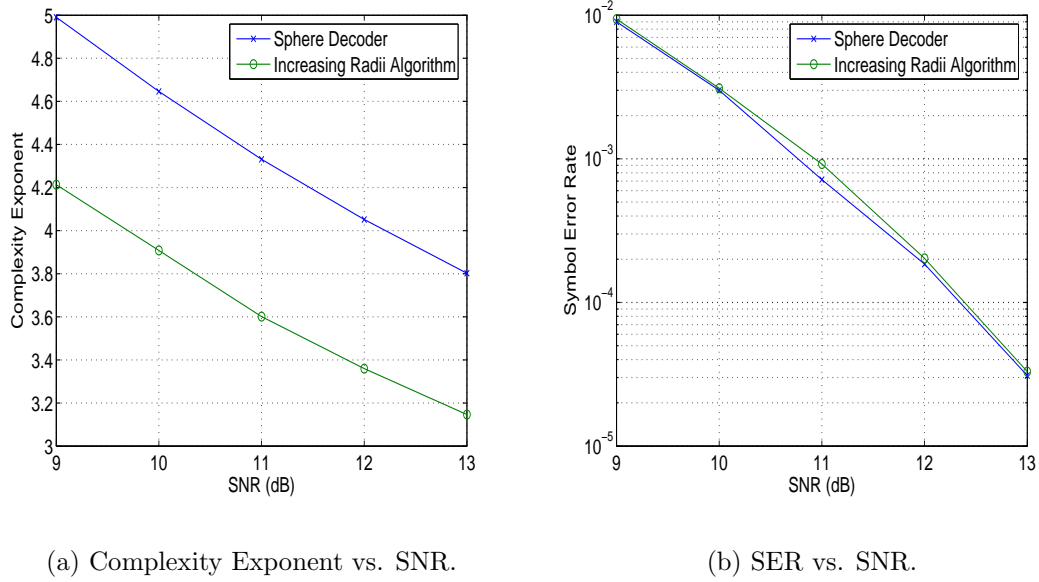 5
4.8
4.6
4.4
4.2
4
3.8
3.6
3.4
3.2
3
Complexity Exponent
9 10 11 12 13
SNR (dB)
Sphere Decoder
Increasing Radii Algorithm
10⁻²
10⁻³
10⁻⁴
10⁻⁵
Symbol Error Rate
9 10 11 12 13
SNR (dB)
Sphere Decoder
Increasing Radii Algorithm
(a) Complexity Exponent vs. SNR.
(b) SER vs. SNR.